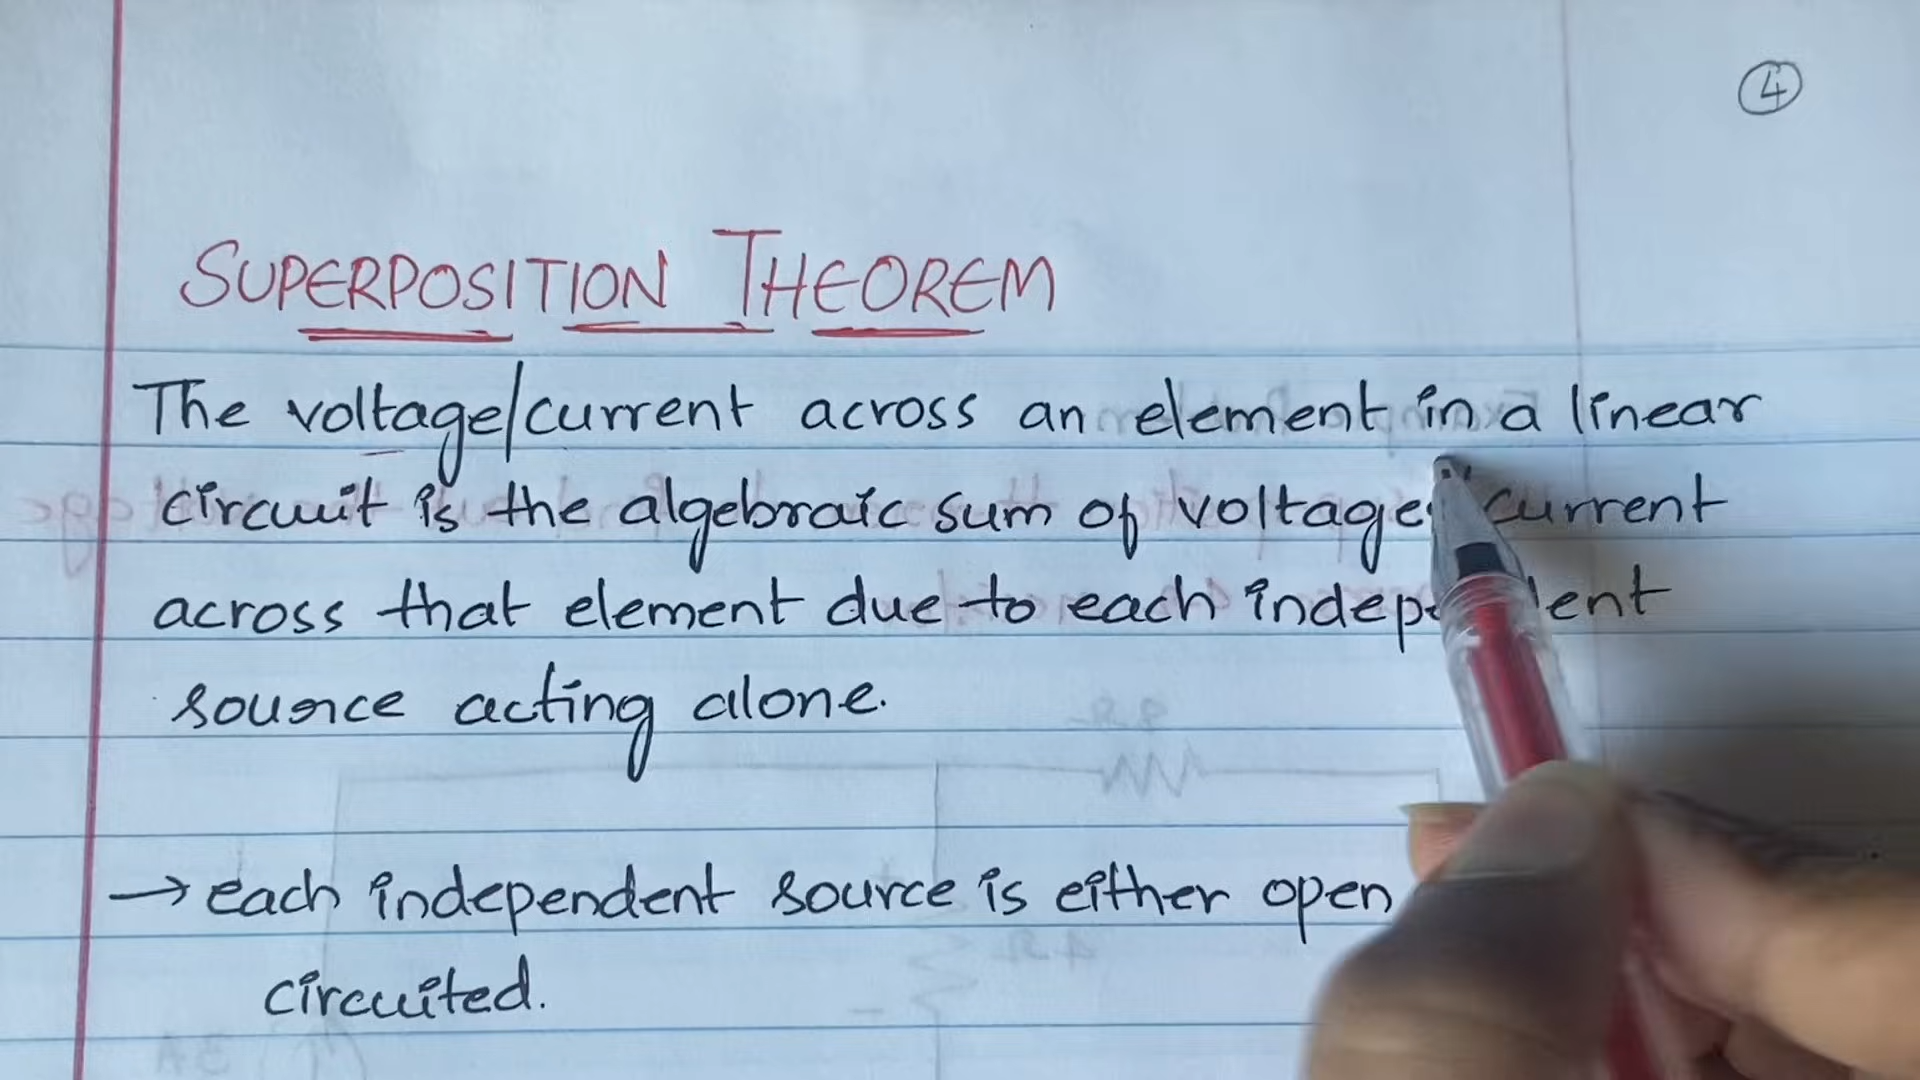 4
SUPERPOSITION THEOREM
The voltage/current across an element in a linear
circuit is the algebraic sum of voltage current
across that element due to each
source acting alone.
→ each independent source is either open
circuited.